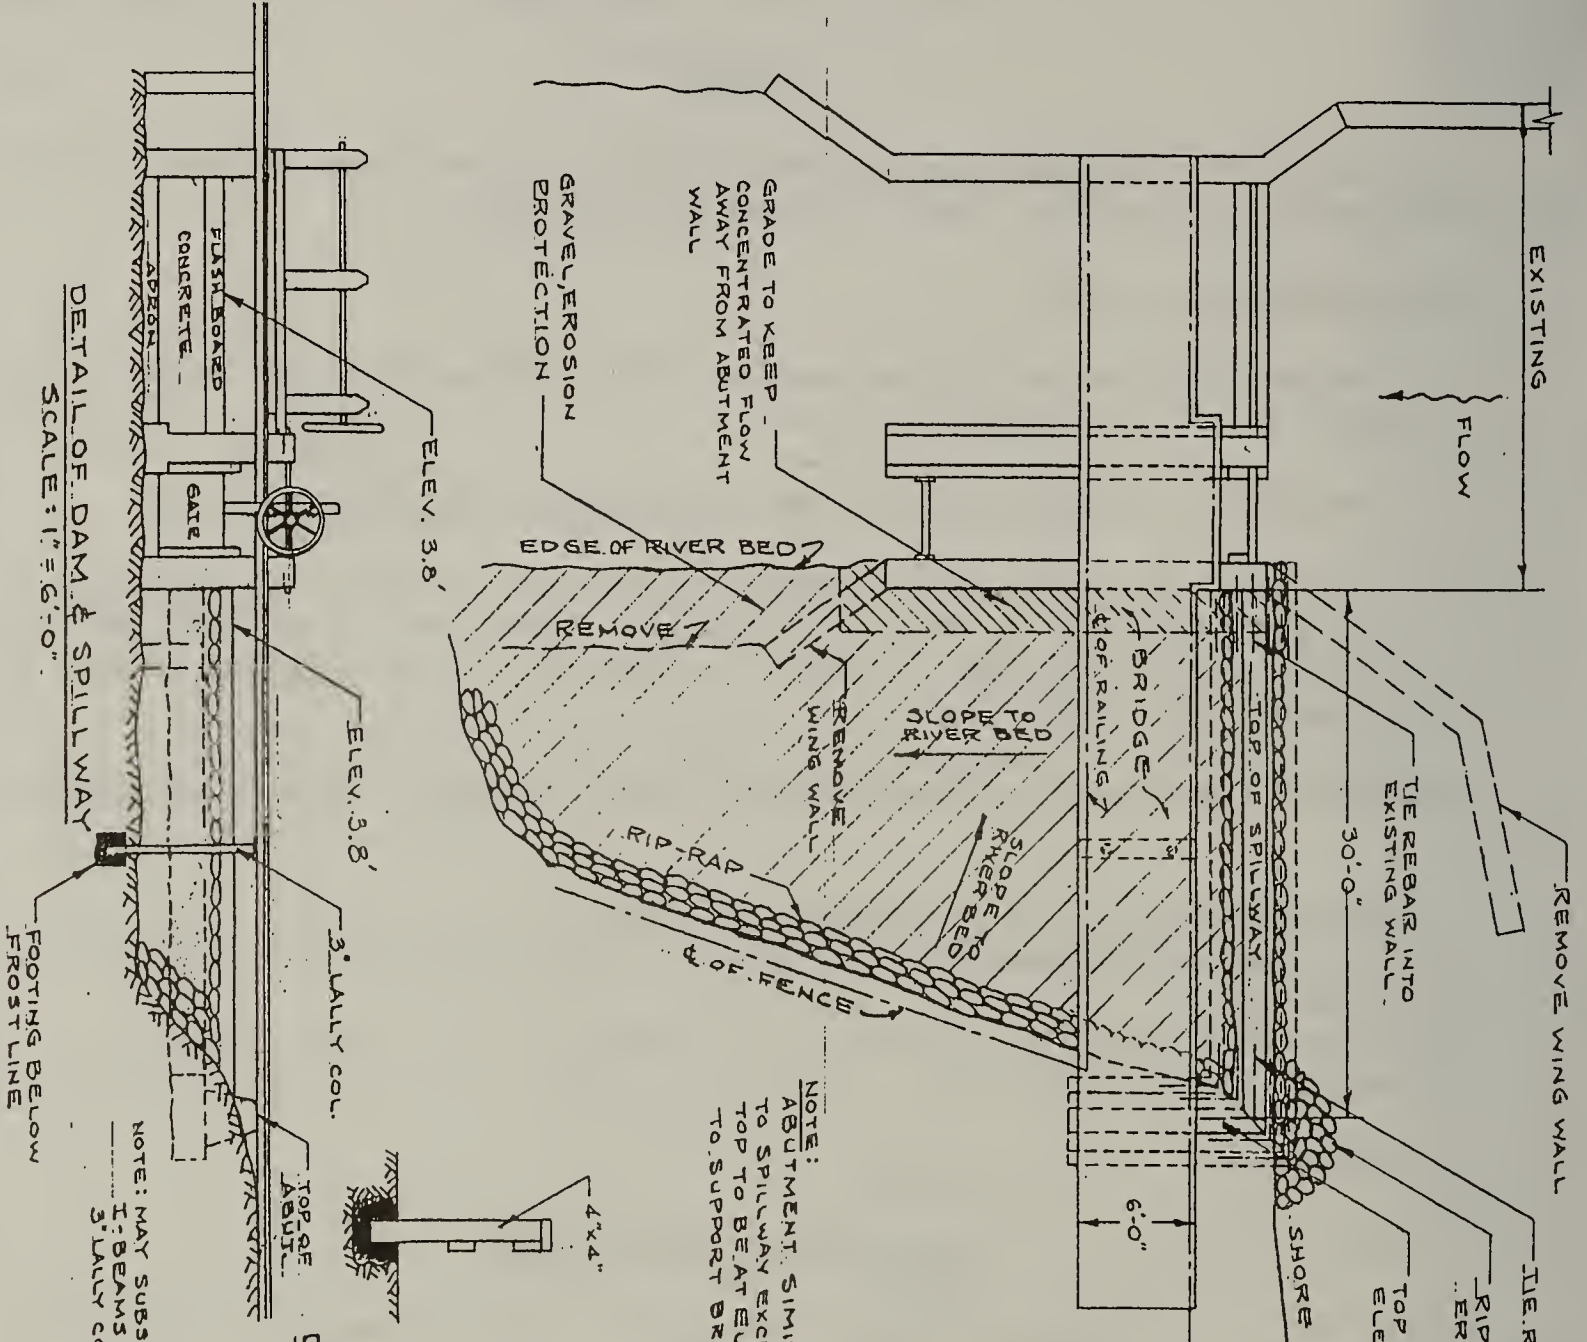 EXISTING
FLOW
REMOVE WING WALL
TIE REBAR INTO
EXISTING WALL.
30'-0"
TOP OF SPILLWAY
BRIDGE
℄ OF RAILING
SHORE
6'-0"
SLOPE TO
RIVER BED
SLOPE TO
RIVER BED
REMOVE
WING WALL
RIP-RAP
℄ OF FENCE
GRADE TO KEEP
CONCENTRATED FLOW
AWAY FROM ABUTMENT
WALL
GRAVEL, EROSION
PROTECTION
EDGE OF RIVER BED
REMOVE
NOTE:
ABUTMENT SIMI
TO SPILLWAY EXC
TOP TO BE AT EL
TO SUPPORT BR
TIE R
RIP
ER
TOP
ELE
ELEV. 3.8'
ELEV. 3.8'
FLASH BOARD
CONCRETE
APRON
GATE
3" LALLY COL.
TOP OF
ABUT.
4"x4"
FOOTING BELOW
FROST LINE
DETAIL OF DAM & SPILLWAY
SCALE: 1" = 6'-0"
NOTE: MAY SUBS
I-BEAMS
3" LALLY CO